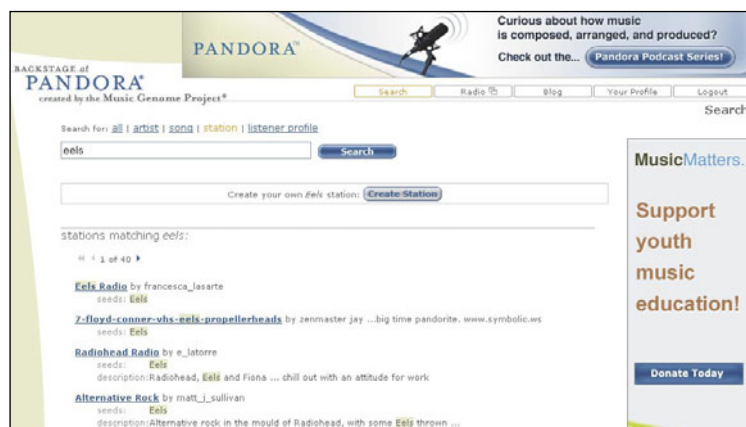 Curious about how music
is composed, arranged, and produced?
PANDORA™
Check out the... Pandora Podcast Series!
BACKSTAGE of
PANDORA®
created by the Music Genome Project®
Search Radio Blog Your Profile Logout
Search
Search for: all | artist | song | station | listener profile
eels Search
Create your own Eels station: Create Station
stations matching eels:
« ‹ 1 of 40 ›
Eels Radio by francesca_lasarte
seeds: Eels
7-floyd-conner-vhs-eels-propellerheads by zenmaster jay ...big time pandorite. www.symbolic.ws
seeds: Eels
Radiohead Radio by e_latorre
seeds: Eels
description: Radiohead, Eels and Fiona ... chill out with an attitude for work
Alternative Rock by matt_j_sullivan
seeds: Eels
description: Alternative rock in the mould of Radiohead, with some Eels thrown ...
MusicMatters.
Support
youth
music
education!
Donate Today